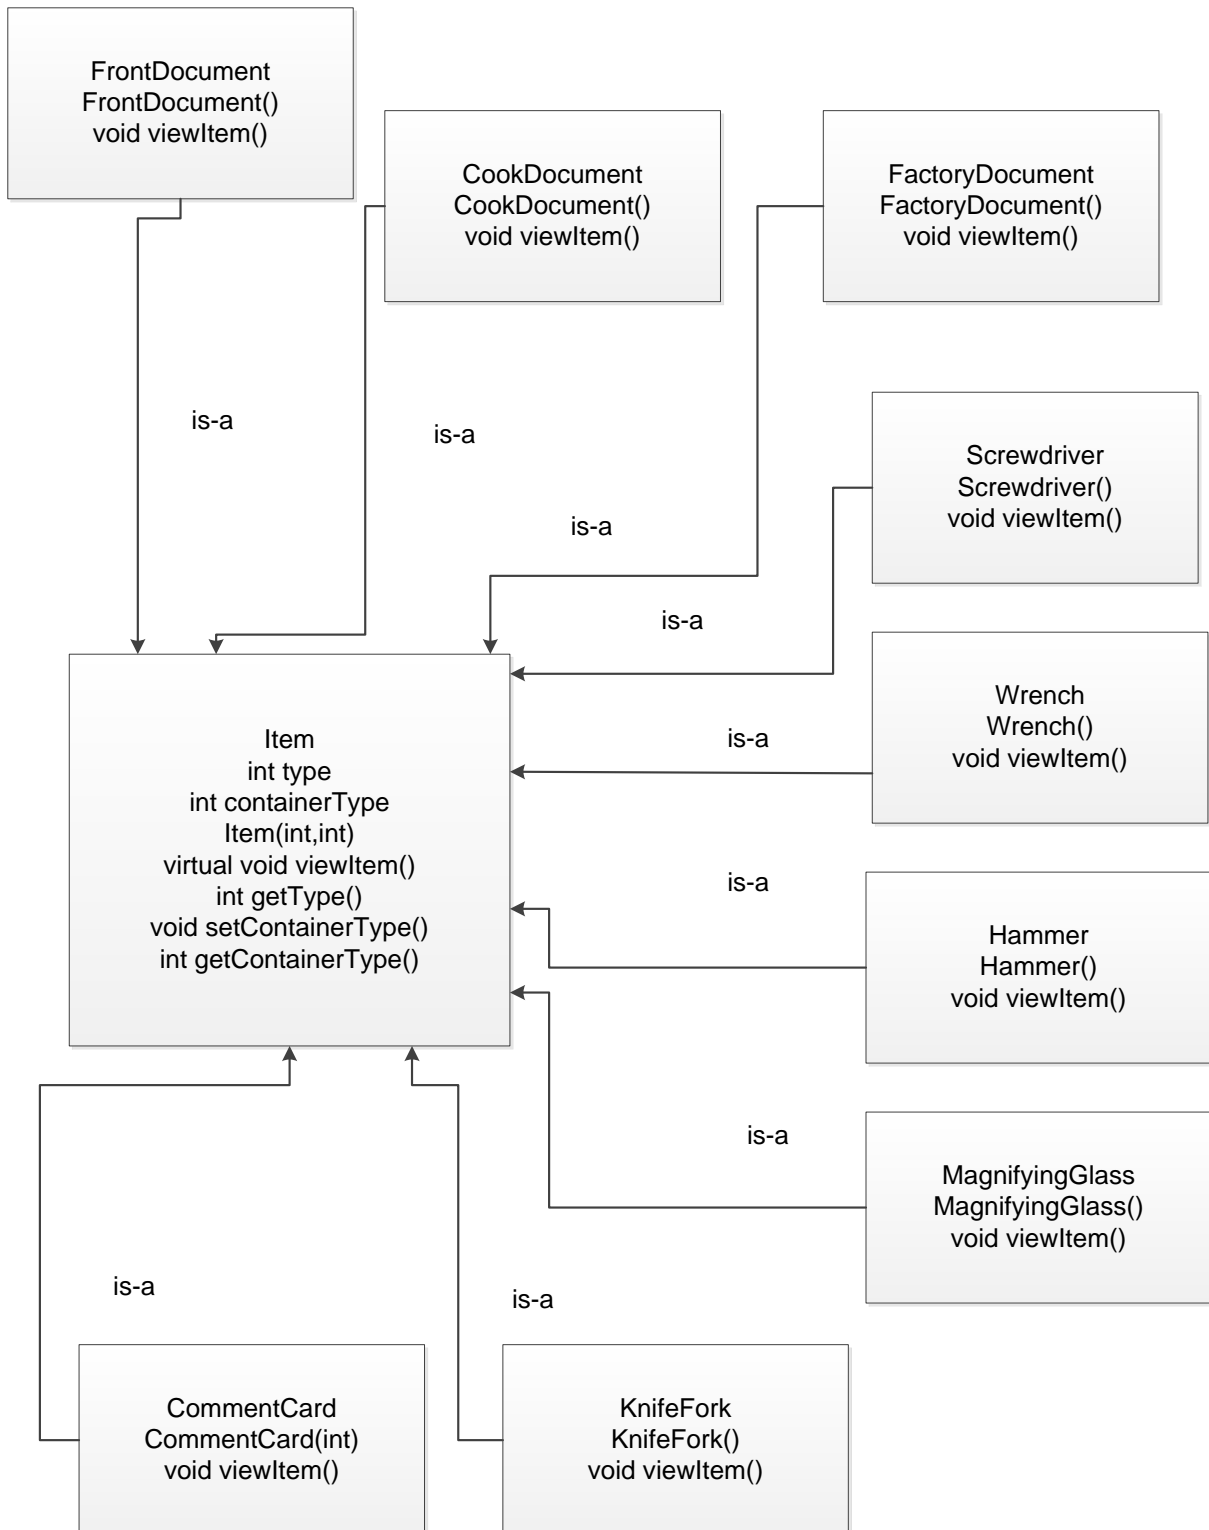 FrontDocument
FrontDocument()
void viewItem()
CookDocument
CookDocument()
void viewItem()
FactoryDocument
FactoryDocument()
void viewItem()
is-a
is-a
is-a
Screwdriver
Screwdriver()
void viewItem()
is-a
Item
int type
int containerType
Item(int,int)
virtual void viewItem()
int getType()
void setContainerType()
int getContainerType()
is-a
Wrench
Wrench()
void viewItem()
is-a
Hammer
Hammer()
void viewItem()
is-a
MagnifyingGlass
MagnifyingGlass()
void viewItem()
is-a
is-a
CommentCard
CommentCard(int)
void viewItem()
KnifeFork
KnifeFork()
void viewItem()